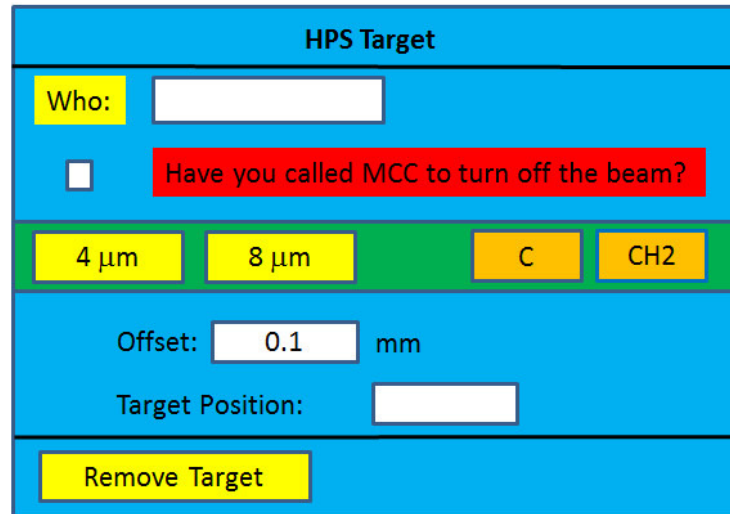 HPS Target
Who:
Have you called MCC to turn off the beam?
4 μm 8 μm C CH2
Offset: 0.1 mm
Target Position:
Remove Target